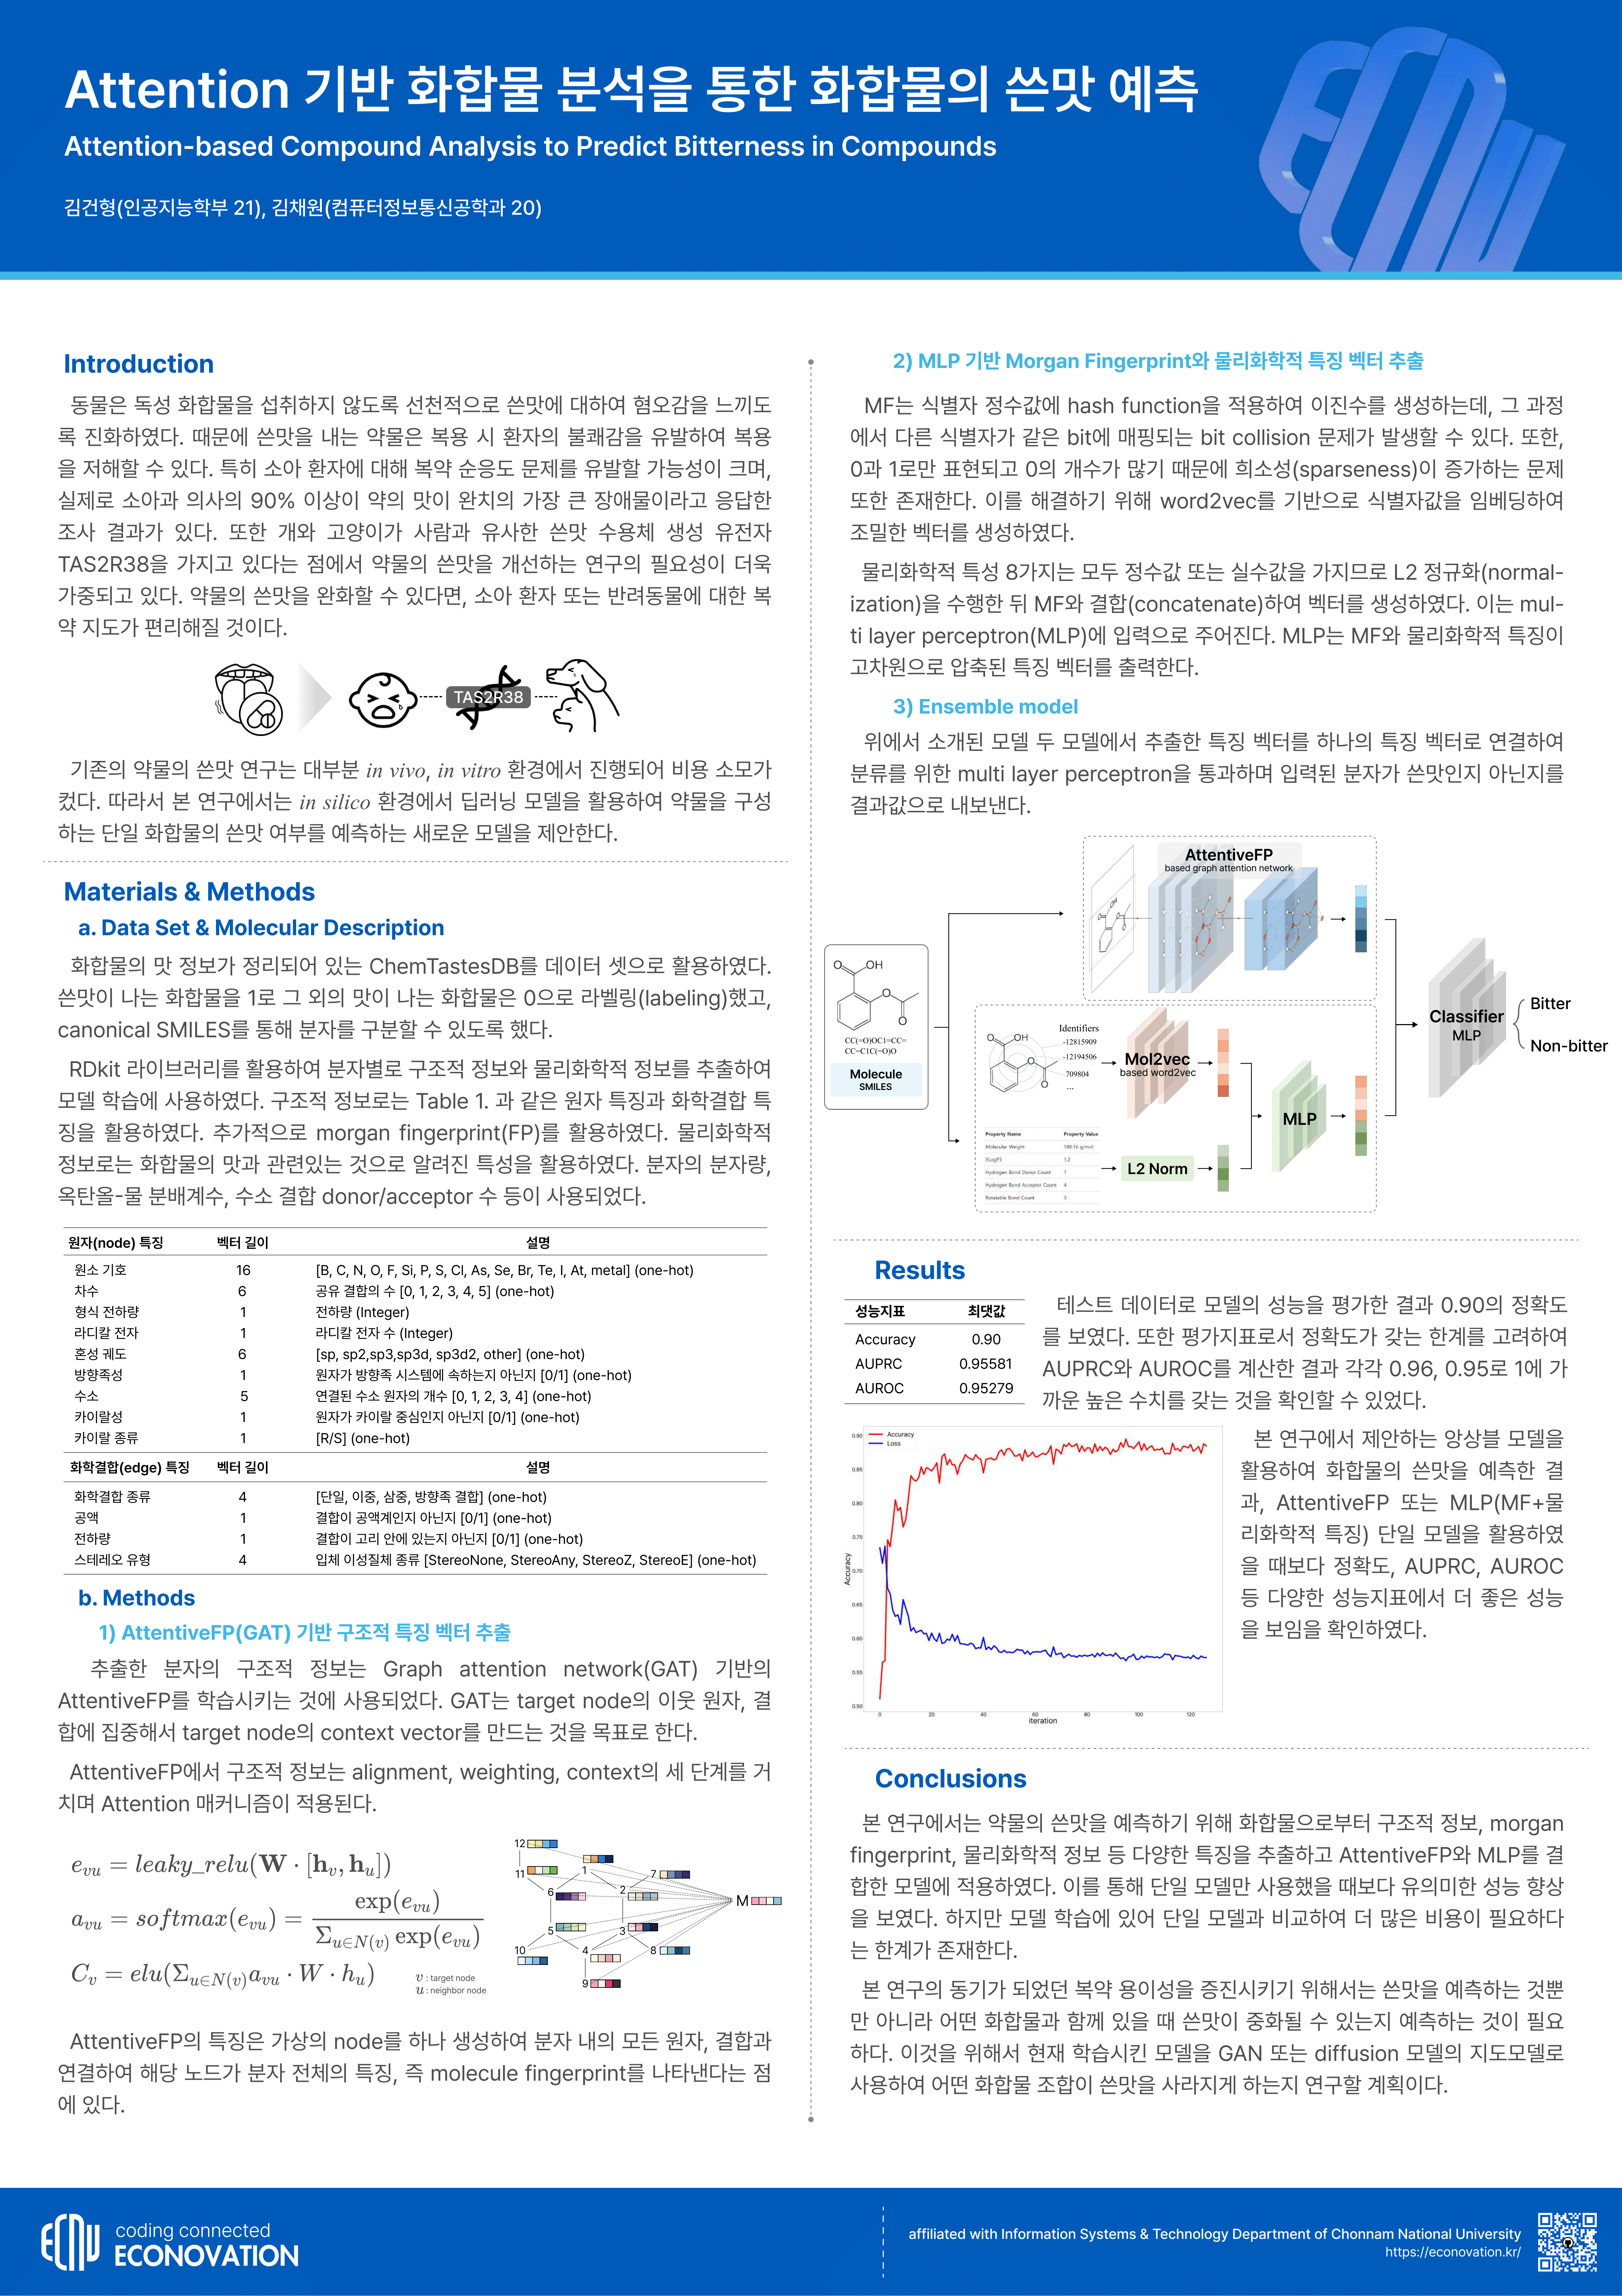 Attention 기반 화합물 분석을 통한 화합물의 쓴맛 예측
Attention-based Compound Analysis to Predict Bitterness in Compounds
김건형(인공지능학부 21), 김채원(컴퓨터정보통신공학과 20)
Introduction
동물은 독성 화합물을 섭취하지 않도록 선천적으로 쓴맛에 대하여 혐오감을 느끼도
록 진화하였다. 때문에 쓴맛을 내는 약물은 복용 시 환자의 불쾌감을 유발하여 복용
을 저해할 수 있다. 특히 소아 환자에 대해 복약 순응도 문제를 유발할 가능성이 크며,
실제로 소아과 의사의 90% 이상이 약의 맛이 완치의 가장 큰 장애물이라고 응답한
조사 결과가 있다. 또한 개와 고양이가 사람과 유사한 쓴맛 수용체 생성 유전자
TAS2R38을 가지고 있다는 점에서 약물의 쓴맛을 개선하는 연구의 필요성이 더욱
가중되고 있다. 약물의 쓴맛을 완화할 수 있다면, 소아 환자 또는 반려동물에 대한 복
약 지도가 편리해질 것이다.
TAS2R38
기존의 약물의 쓴맛 연구는 대부분 in vivo, in vitro 환경에서 진행되어 비용 소모가
컸다. 따라서 본 연구에서는 in silico 환경에서 딥러닝 모델을 활용하여 약물을 구성
하는 단일 화합물의 쓴맛 여부를 예측하는 새로운 모델을 제안한다.
Materials & Methods
a. Data Set & Molecular Description
화합물의 맛 정보가 정리되어 있는 ChemTastesDB를 데이터 셋으로 활용하였다.
쓴맛이 나는 화합물을 1로 그 외의 맛이 나는 화합물은 0으로 라벨링(labeling)했고,
canonical SMILES를 통해 분자를 구분할 수 있도록 했다.
RDkit 라이브러리를 활용하여 분자별로 구조적 정보와 물리화학적 정보를 추출하여
모델 학습에 사용하였다. 구조적 정보로는 Table 1. 과 같은 원자 특징과 화학결합 특
징을 활용하였다. 추가적으로 morgan fingerprint(FP)를 활용하였다. 물리화학적
정보로는 화합물의 맛과 관련있는 것으로 알려진 특성을 활용하였다. 분자의 분자량,
옥탄올-물 분배계수, 수소 결합 donor/acceptor 수 등이 사용되었다.
원자(node) 특징 벡터 길이 설명
원소 기호 16 [B, C, N, O, F, Si, P, S, Cl, As, Se, Br, Te, I, At, metal] (one-hot)
차수 6 공유 결합의 수 [0, 1, 2, 3, 4, 5] (one-hot)
형식 전하량 1 전하량 (Integer)
라디칼 전자 1 라디칼 전자 수 (Integer)
혼성 궤도 6 [sp, sp2,sp3,sp3d, sp3d2, other] (one-hot)
방향족성 1 원자가 방향족 시스템에 속하는지 아닌지 [0/1] (one-hot)
수소 5 연결된 수소 원자의 개수 [0, 1, 2, 3, 4] (one-hot)
카이랄성 1 원자가 카이랄 중심인지 아닌지 [0/1] (one-hot)
카이랄 종류 1 [R/S] (one-hot)
화학결합(edge) 특징 벡터 길이 설명
화학결합 종류 4 [단일, 이중, 삼중, 방향족 결합] (one-hot)
공액 1 결합이 공액계인지 아닌지 [0/1] (one-hot)
전하량 1 결합이 고리 안에 있는지 아닌지 [0/1] (one-hot)
스테레오 유형 4 입체 이성질체 종류 [StereoNone, StereoAny, StereoZ, StereoE] (one-hot)
b. Methods
1) AttentiveFP(GAT) 기반 구조적 특징 벡터 추출
추출한 분자의 구조적 정보는 Graph attention network(GAT) 기반의
AttentiveFP를 학습시키는 것에 사용되었다. GAT는 target node의 이웃 원자, 결
합에 집중해서 target node의 context vector를 만드는 것을 목표로 한다.
AttentiveFP에서 구조적 정보는 alignment, weighting, context의 세 단계를 거
치며 Attention 매커니즘이 적용된다.
e_vu = leaky_relu(W · [h_v, h_u])
a_vu = softmax(e_vu) = exp(e_vu) / Σ_u∈N(v) exp(e_vu)
C_v = elu(Σ_u∈N(v) a_vu · W · h_u)
v : target node
u : neighbor node
12
11
1
7
6
2
M
5
3
10
4
8
9
AttentiveFP의 특징은 가상의 node를 하나 생성하여 분자 내의 모든 원자, 결합과
연결하여 해당 노드가 분자 전체의 특징, 즉 molecule fingerprint를 나타낸다는 점
에 있다.
2) MLP 기반 Morgan Fingerprint와 물리화학적 특징 벡터 추출
MF는 식별자 정수값에 hash function을 적용하여 이진수를 생성하는데, 그 과정
에서 다른 식별자가 같은 bit에 매핑되는 bit collision 문제가 발생할 수 있다. 또한,
0과 1로만 표현되고 0의 개수가 많기 때문에 희소성(sparseness)이 증가하는 문제
또한 존재한다. 이를 해결하기 위해 word2vec를 기반으로 식별자값을 임베딩하여
조밀한 벡터를 생성하였다.
물리화학적 특성 8가지는 모두 정수값 또는 실수값을 가지므로 L2 정규화(normal-
ization)을 수행한 뒤 MF와 결합(concatenate)하여 벡터를 생성하였다. 이는 mul-
ti layer perceptron(MLP)에 입력으로 주어진다. MLP는 MF와 물리화학적 특징이
고차원으로 압축된 특징 벡터를 출력한다.
3) Ensemble model
위에서 소개된 모델 두 모델에서 추출한 특징 벡터를 하나의 특징 벡터로 연결하여
분류를 위한 multi layer perceptron을 통과하며 입력된 분자가 쓴맛인지 아닌지를
결과값으로 내보낸다.
AttentiveFP
based graph attention network
O
OH
O
O
CC(=O)OC1=CC=
CC=C1C(=O)O
Molecule
SMILES
O
OH
O
O
Identifiers
-12815909
-12194506
709804
...
Mol2vec
based word2vec
Property Name Property Value
Molecular Weight 180.16 g/mol
XLogP3 1.2
Hydrogen Bond Donor Count 1
Hydrogen Bond Acceptor Count 4
Rotatable Bond Count 3
L2 Norm
MLP
Classifier
MLP
Bitter
Non-bitter
Results
성능지표 최댓값
Accuracy 0.90
AUPRC 0.95581
AUROC 0.95279
테스트 데이터로 모델의 성능을 평가한 결과 0.90의 정확도
를 보였다. 또한 평가지표로서 정확도가 갖는 한계를 고려하여
AUPRC와 AUROC를 계산한 결과 각각 0.96, 0.95로 1에 가
까운 높은 수치를 갖는 것을 확인할 수 있었다.
Accuracy
Loss
0.90
0.85
0.80
0.75
0.70
0.65
0.60
0.55
0.50
Accuracy
0 20 40 60 80 100 120
iteration
본 연구에서 제안하는 앙상블 모델을
활용하여 화합물의 쓴맛을 예측한 결
과, AttentiveFP 또는 MLP(MF+물
리화학적 특징) 단일 모델을 활용하였
을 때보다 정확도, AUPRC, AUROC
등 다양한 성능지표에서 더 좋은 성능
을 보임을 확인하였다.
Conclusions
본 연구에서는 약물의 쓴맛을 예측하기 위해 화합물으로부터 구조적 정보, morgan
fingerprint, 물리화학적 정보 등 다양한 특징을 추출하고 AttentiveFP와 MLP를 결
합한 모델에 적용하였다. 이를 통해 단일 모델만 사용했을 때보다 유의미한 성능 향상
을 보였다. 하지만 모델 학습에 있어 단일 모델과 비교하여 더 많은 비용이 필요하다
는 한계가 존재한다.
본 연구의 동기가 되었던 복약 용이성을 증진시키기 위해서는 쓴맛을 예측하는 것뿐
만 아니라 어떤 화합물과 함께 있을 때 쓴맛이 중화될 수 있는지 예측하는 것이 필요
하다. 이것을 위해서 현재 학습시킨 모델을 GAN 또는 diffusion 모델의 지도모델로
사용하여 어떤 화합물 조합이 쓴맛을 사라지게 하는지 연구할 계획이다.
coding connected
ECONOVATION
affiliated with Information Systems & Technology Department of Chonnam National University
https://econovation.kr/